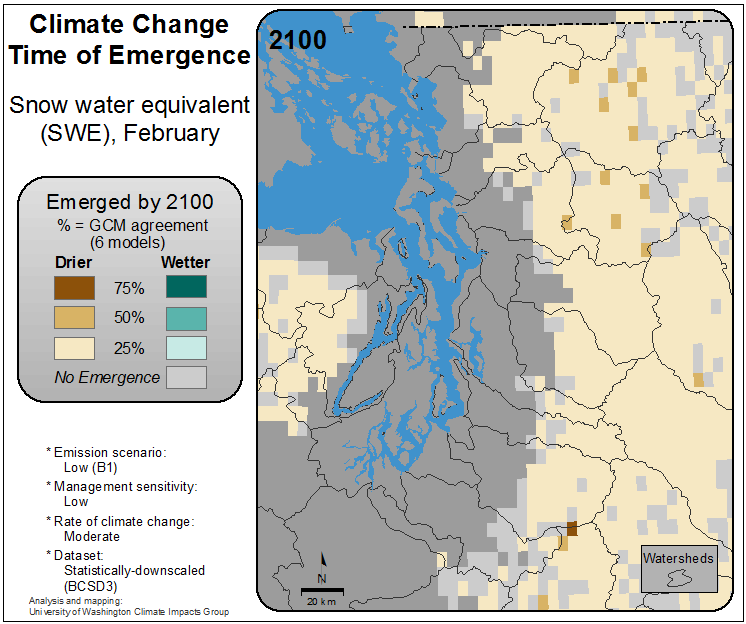 Climate Change
Time of Emergence
Snow water equivalent
(SWE), February
Emerged by 2100
% = GCM agreement
(6 models)
Drier Wetter
75%
50%
25%
No Emergence
* Emission scenario:
Low (B1)
* Management sensitivity:
Low
* Rate of climate change:
Moderate
* Dataset:
Statistically-downscaled
(BCSD3)
Analysis and mapping:
University of Washington Climate Impacts Group
2100
N
20 km
Watersheds